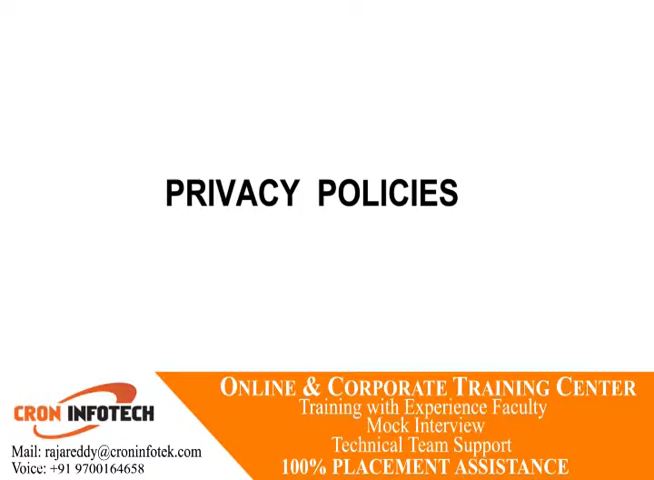 PRIVACY POLICIES
CRON INFOTECH
Mail: rajareddy@croninfotek.com
Voice: +91 9700164658
ONLINE & CORPORATE TRAINING CENTER
Training with Experience Faculty
Mock Interview
Technical Team Support
100% PLACEMENT ASSISTANCE